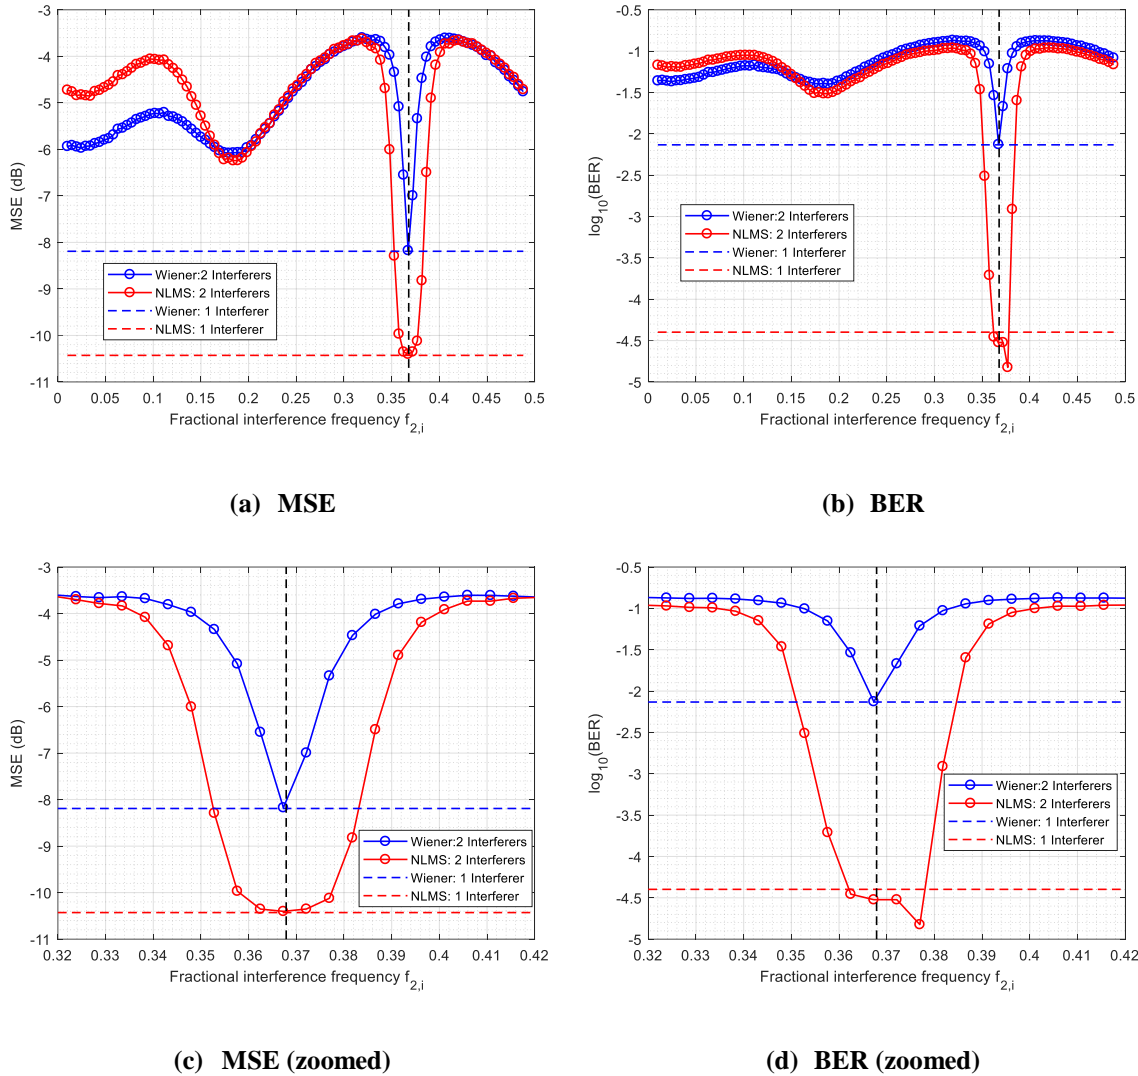 -3
-4
-5
-6
-7
-8
-9
-10
-11
MSE (dB)
Wiener:2 Interferers
NLMS: 2 Interferers
Wiener: 1 Interferer
NLMS: 1 Interferer
0 0.05 0.1 0.15 0.2 0.25 0.3 0.35 0.4 0.45 0.5
Fractional interference frequency f2,i
(a) MSE
-0.5
-1
-1.5
-2
-2.5
-3
-3.5
-4
-4.5
-5
log10(BER)
Wiener:2 Interferers
NLMS: 2 Interferers
Wiener: 1 Interferer
NLMS: 1 Interferer
0 0.05 0.1 0.15 0.2 0.25 0.3 0.35 0.4 0.45 0.5
Fractional interference frequency f2,i
(b) BER
-3
-4
-5
-6
-7
-8
-9
-10
-11
MSE (dB)
Wiener:2 Interferers
NLMS: 2 Interferers
Wiener: 1 Interferer
NLMS: 1 Interferer
0.32 0.33 0.34 0.35 0.36 0.37 0.38 0.39 0.4 0.41 0.42
Fractional interference frequency f2,i
(c) MSE (zoomed)
-0.5
-1
-1.5
-2
-2.5
-3
-3.5
-4
-4.5
-5
log10(BER)
Wiener:2 Interferers
NLMS: 2 Interferers
Wiener: 1 Interferer
NLMS: 1 Interferer
0.32 0.33 0.34 0.35 0.36 0.37 0.38 0.39 0.4 0.41 0.42
Fractional interference frequency f2,i
(d) BER (zoomed)